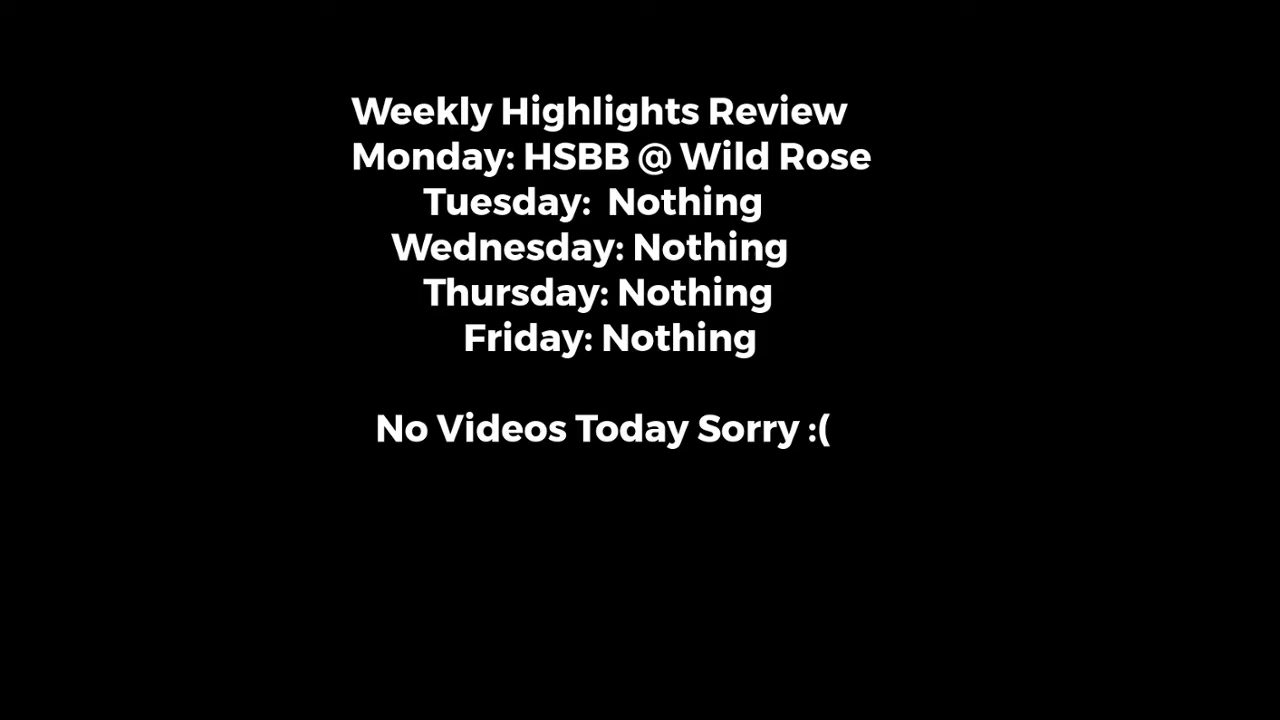 Weekly Highlights Review
Monday: HSBB @ Wild Rose
Tuesday:  Nothing
Wednesday: Nothing
Thursday: Nothing
Friday: Nothing
No Videos Today Sorry :(